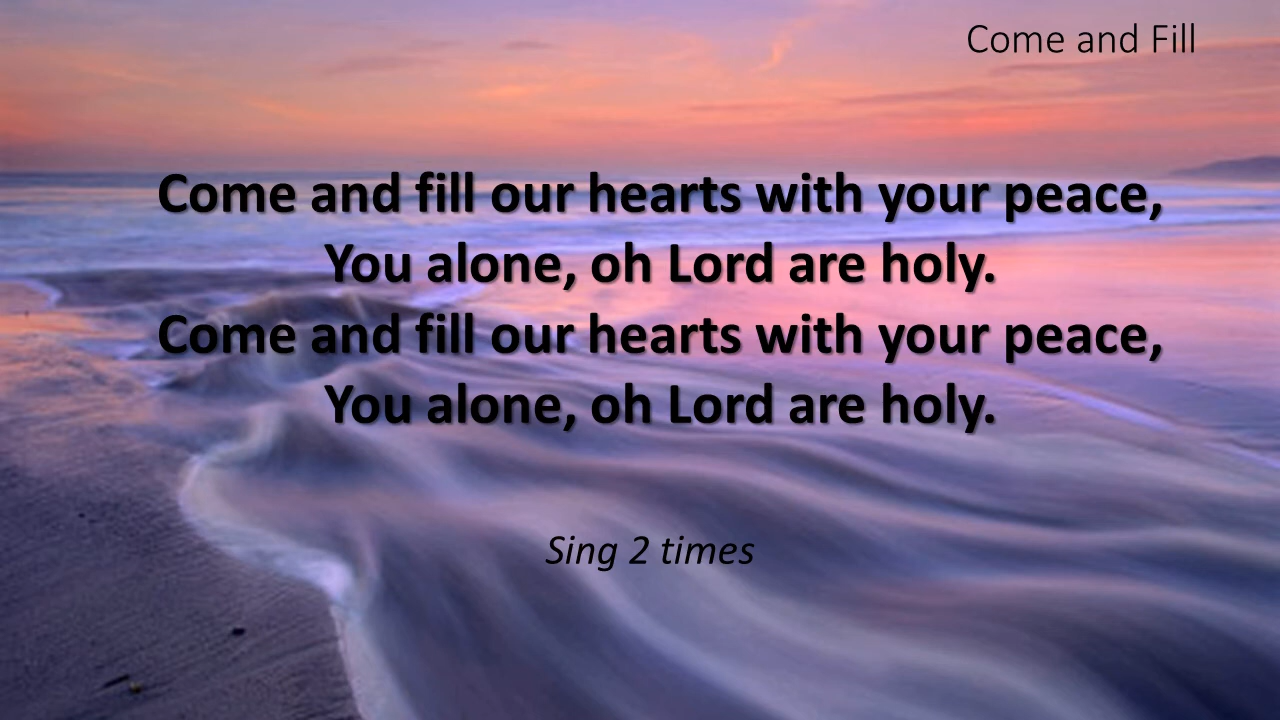 Come and Fill
Come and fill our hearts with your peace,
You alone, oh Lord are holy.
Come and fill our hearts with your peace,
You alone, oh Lord are holy.
Sing 2 times